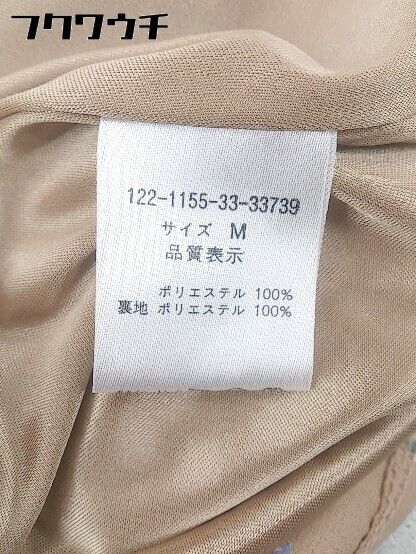 フクワウチ
122-1155-33-33739
サイズ M
品質表示
ポリエステル 100%
裏地 ポリエステル 100%